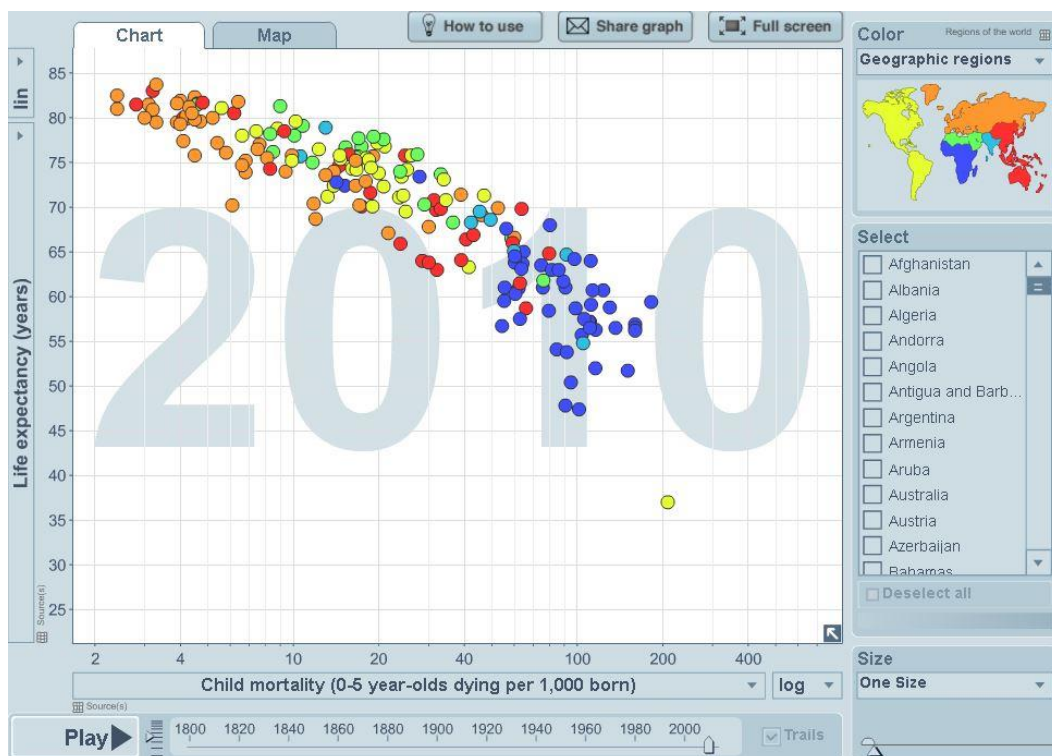 Chart
Map
How to use
Share graph
Full screen
Color
Regions of the world
Geographic regions
lin
Life expectancy (years)
Source(s)
85
80
75
70
65
60
55
50
45
40
35
30
25
2010
2 4 10 20 40 100 200 400
Child mortality (0-5 year-olds dying per 1,000 born)
log
Source(s)
Select
Afghanistan
Albania
Algeria
Andorra
Angola
Antigua and Barb...
Argentina
Armenia
Aruba
Australia
Austria
Azerbaijan
Bahamas
Deselect all
Size
One Size
Play
1800 1820 1840 1860 1880 1900 1920 1940 1960 1980 2000
Trails